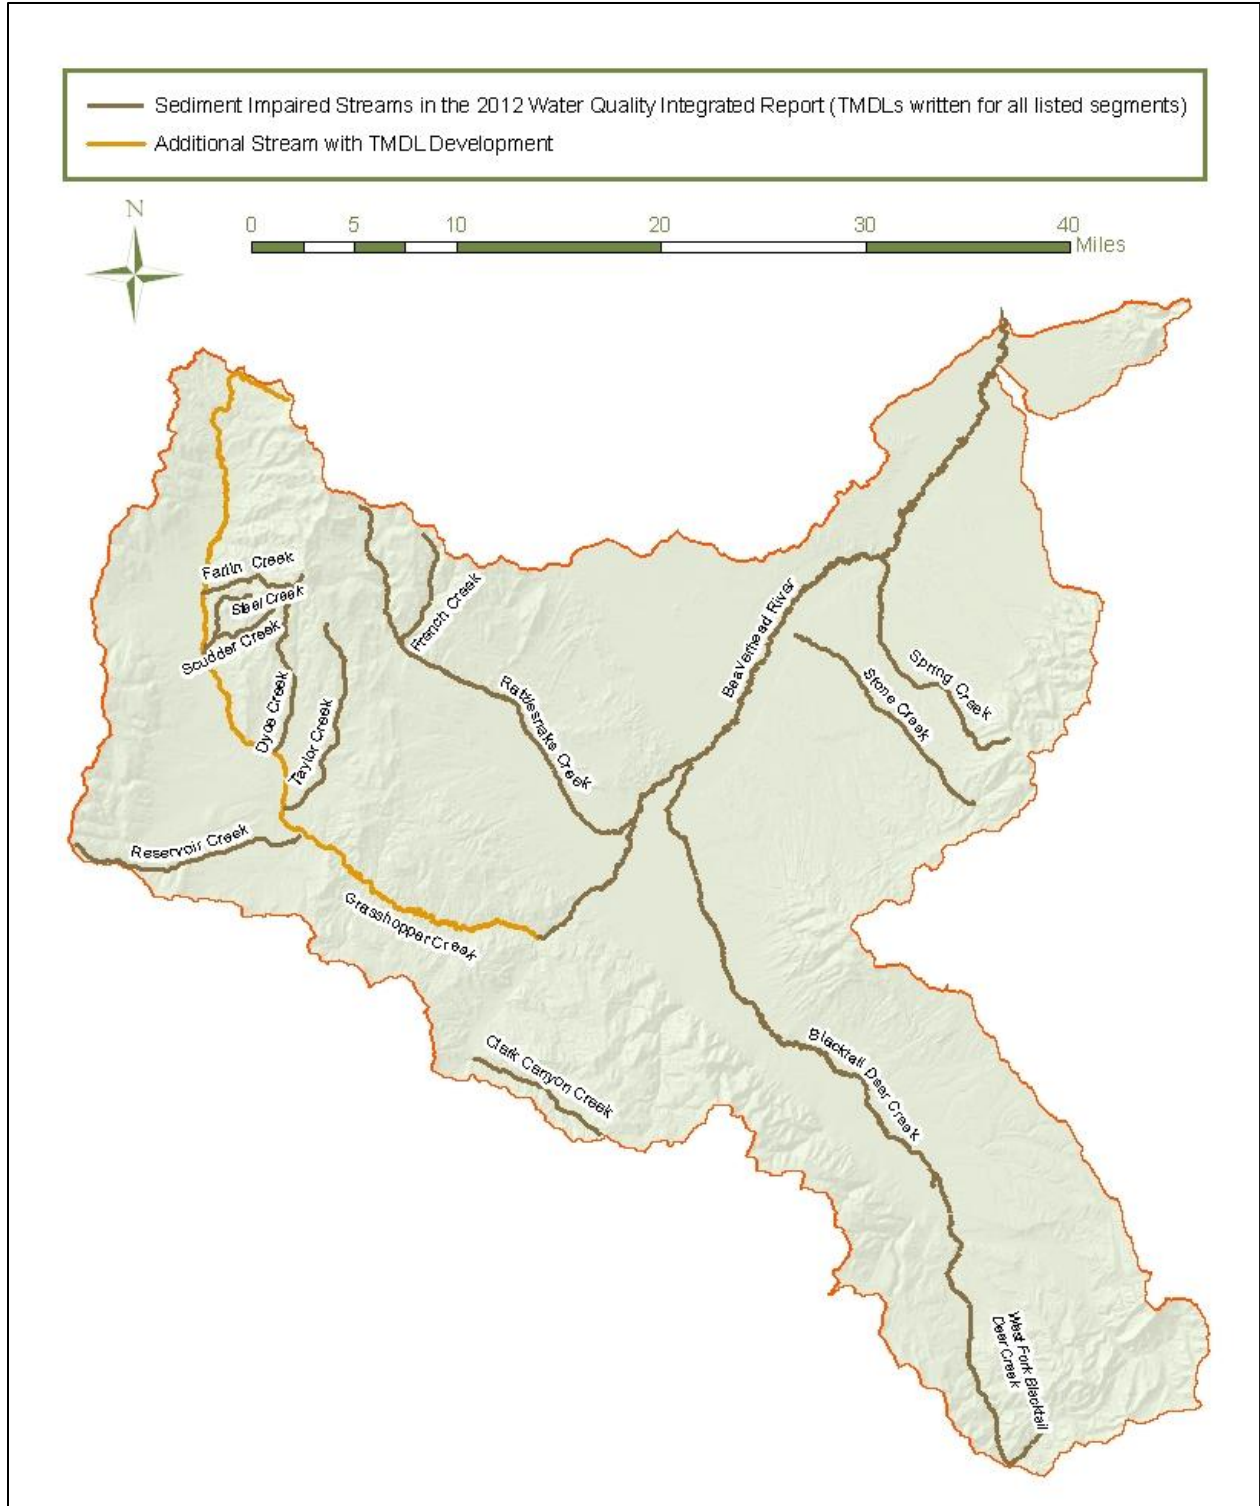 Sediment Impaired Streams in the 2012 Water Quality Integrated Report (TMDLs written for all listed segments)
Additional Stream with TMDL Development
N
0 5 10 20 30 40
Miles
Farlin Creek
Steel Creek
Scudder Creek
French Creek
Beaverhead River
Spring Creek
Stone Creek
Rattlesnake Creek
Dyce Creek
Taylor Creek
Reservoir Creek
Grasshopper Creek
Clark Canyon Creek
Blacktail Deer Creek
West Fork Blacktail
Deer Creek